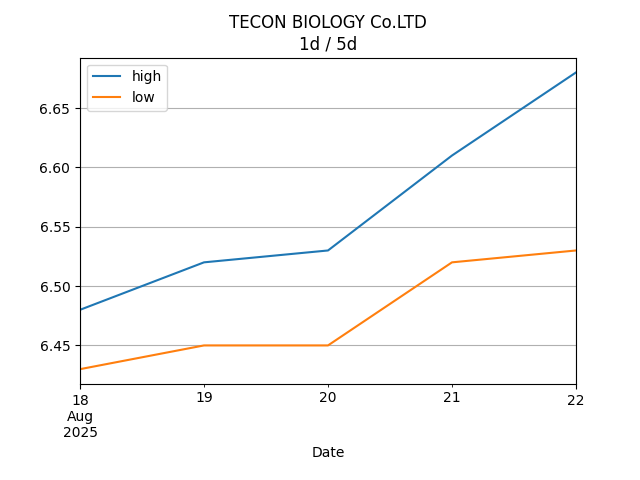 TECON BIOLOGY Co.LTD
1d / 5d
high
low
6.65
6.60
6.55
6.50
6.45
18 19 20 21 22
Aug
2025
Date